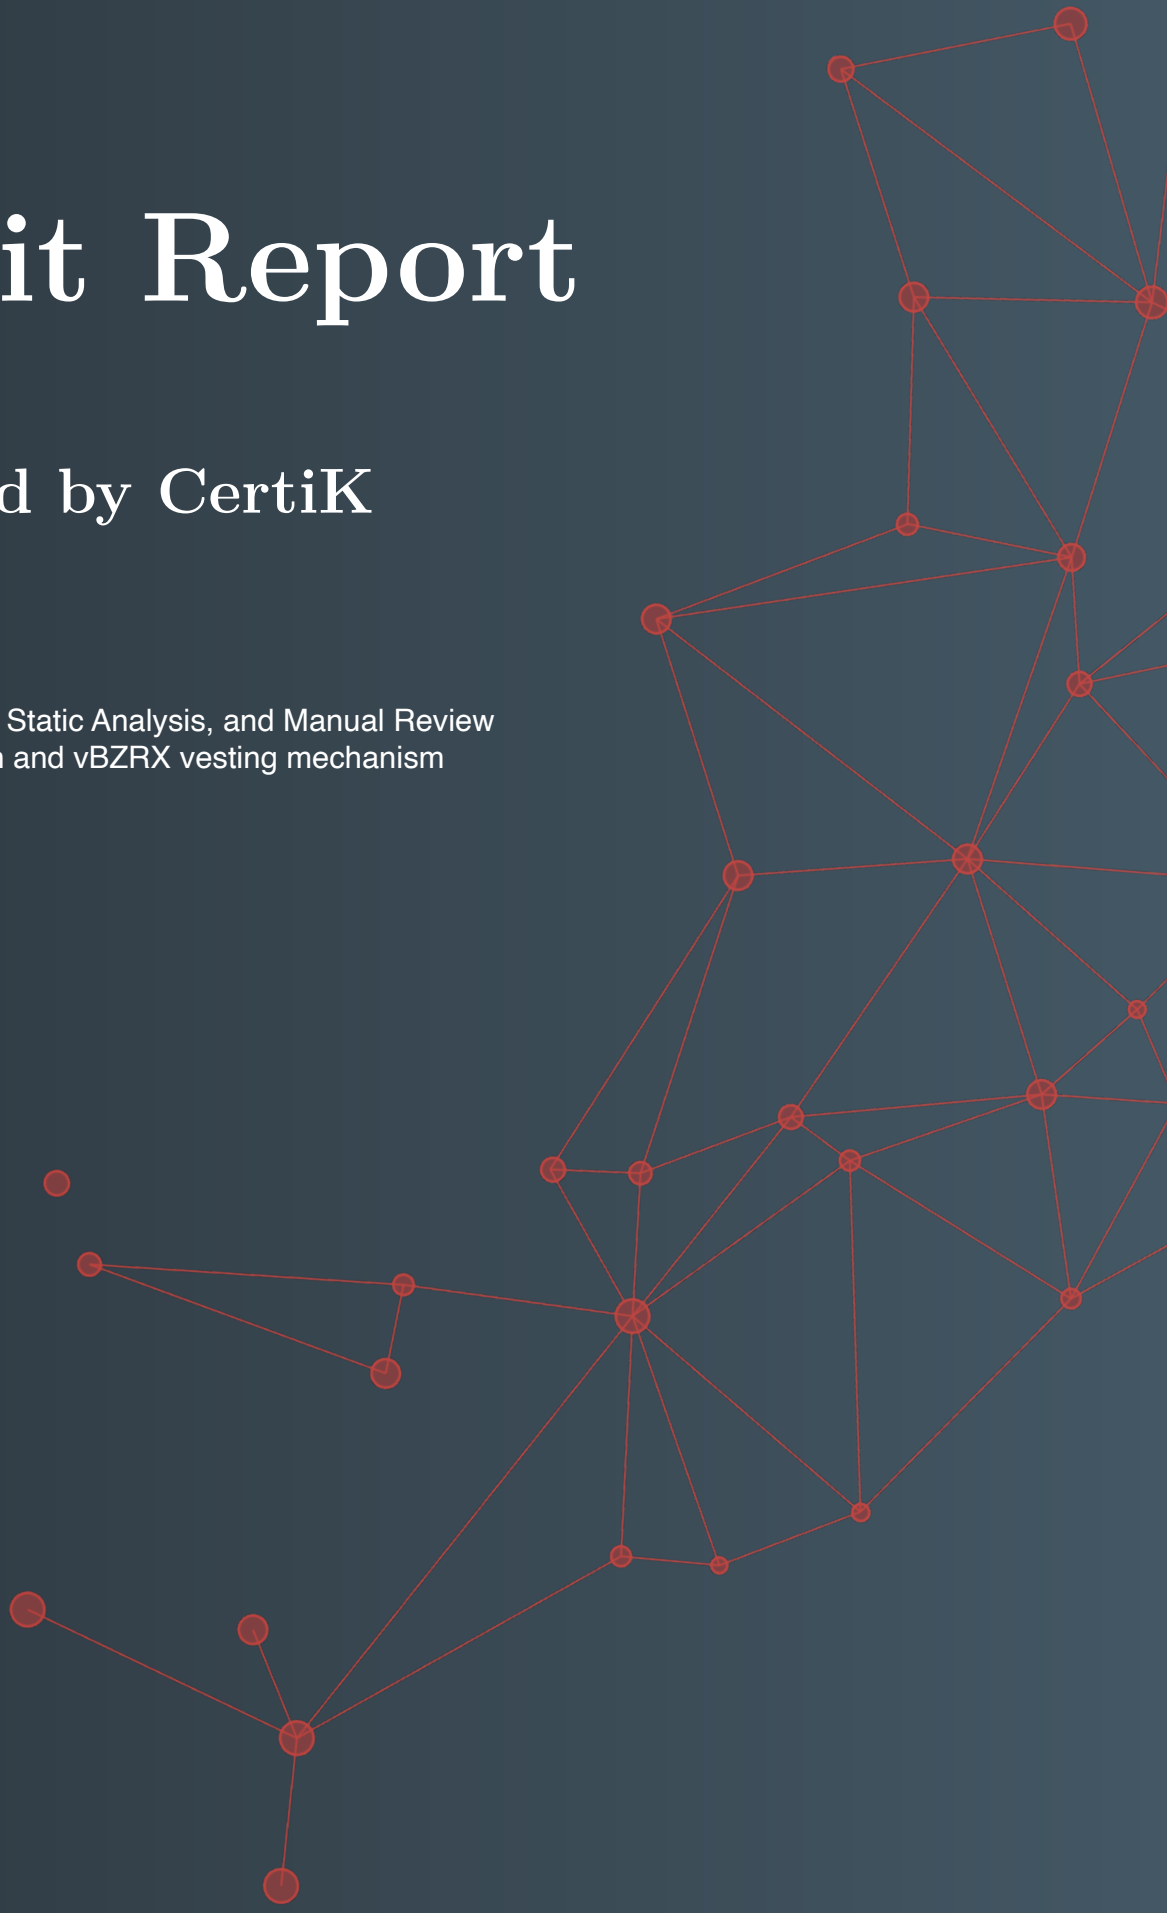 it Report
d by CertiK
Static Analysis, and Manual Review
and vBZRX vesting mechanism